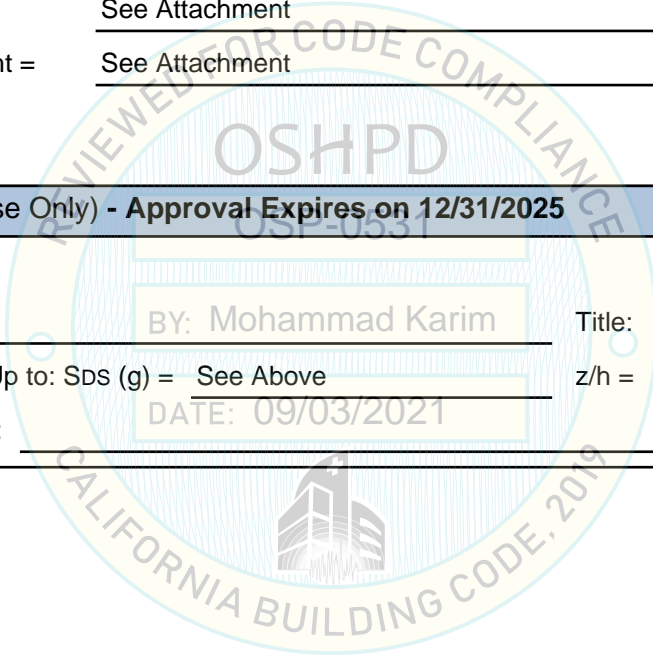 See Attachment
nt = See Attachment
REVIEWED FOR CODE COMPLIANCE
OSHPD
se Only) - Approval Expires on 12/31/2025
OSP-0531
BY: Mohammad Karim
Title:
Up to: SDS (g) = See Above z/h =
DATE: 09/03/2021
:
CALIFORNIA BUILDING CODE, 2019